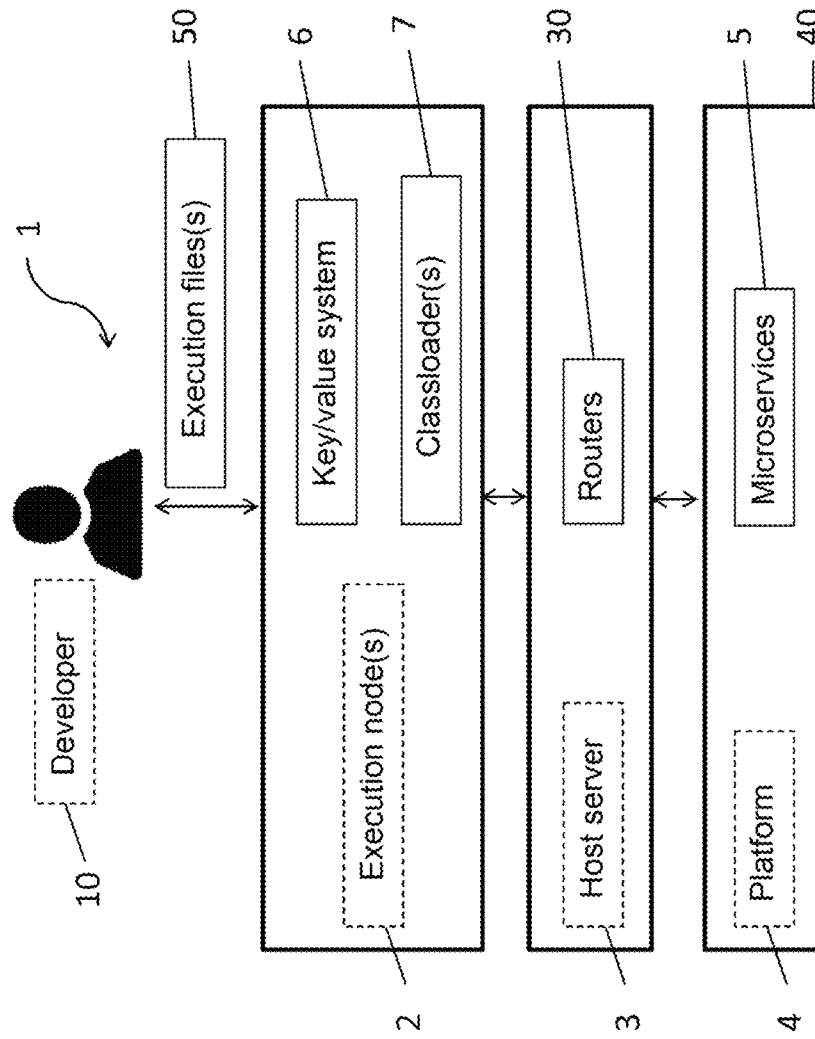 1
10
Developer
50
Execution files(s)
2
Execution node(s)
6
Key/value system
7
Classloader(s)
3
Host server
30
Routers
4
Platform
5
Microservices
40